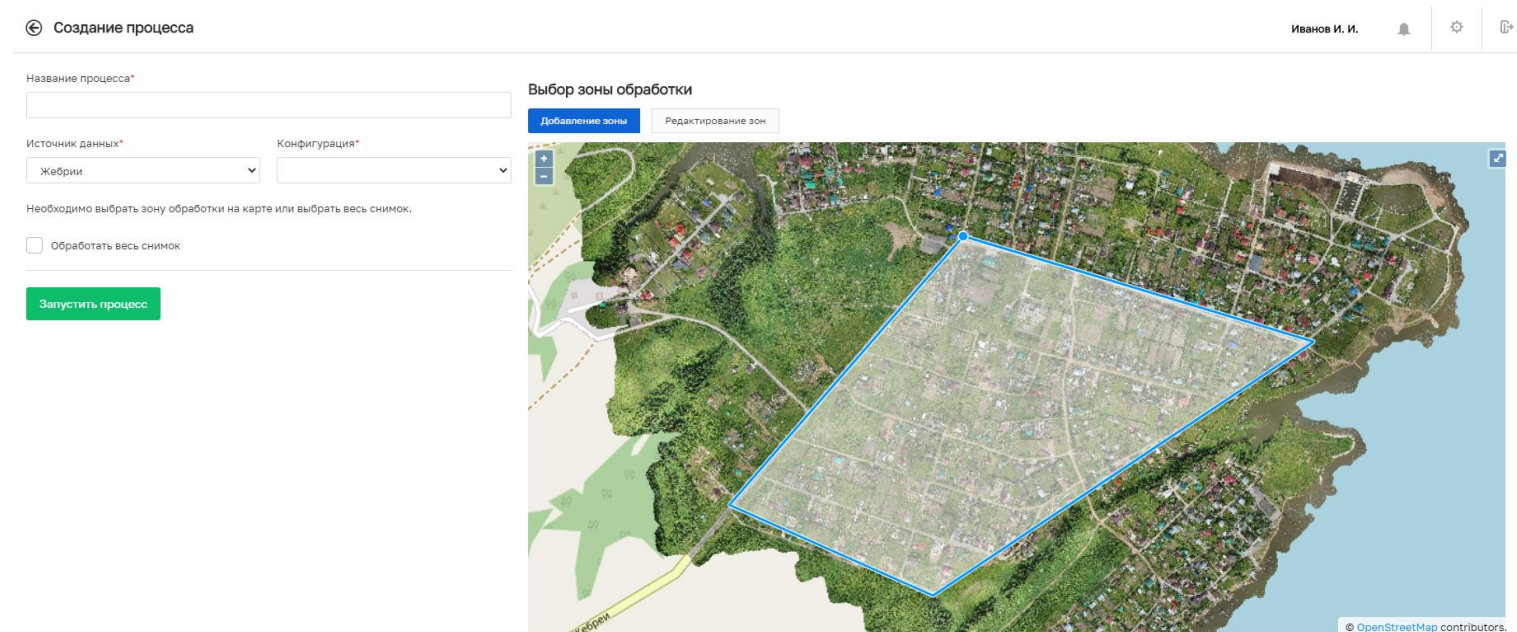 Создание процесса
Иванов И. И.
Название процесса*
Источник данных*
Конфигурация*
Жебрии
Необходимо выбрать зону обработки на карте или выбрать весь снимок.
Обработать весь снимок
Запустить процесс
Выбор зоны обработки
Добавление зоны
Редактирование зон
+
−
Жебреи
© OpenStreetMap contributors.